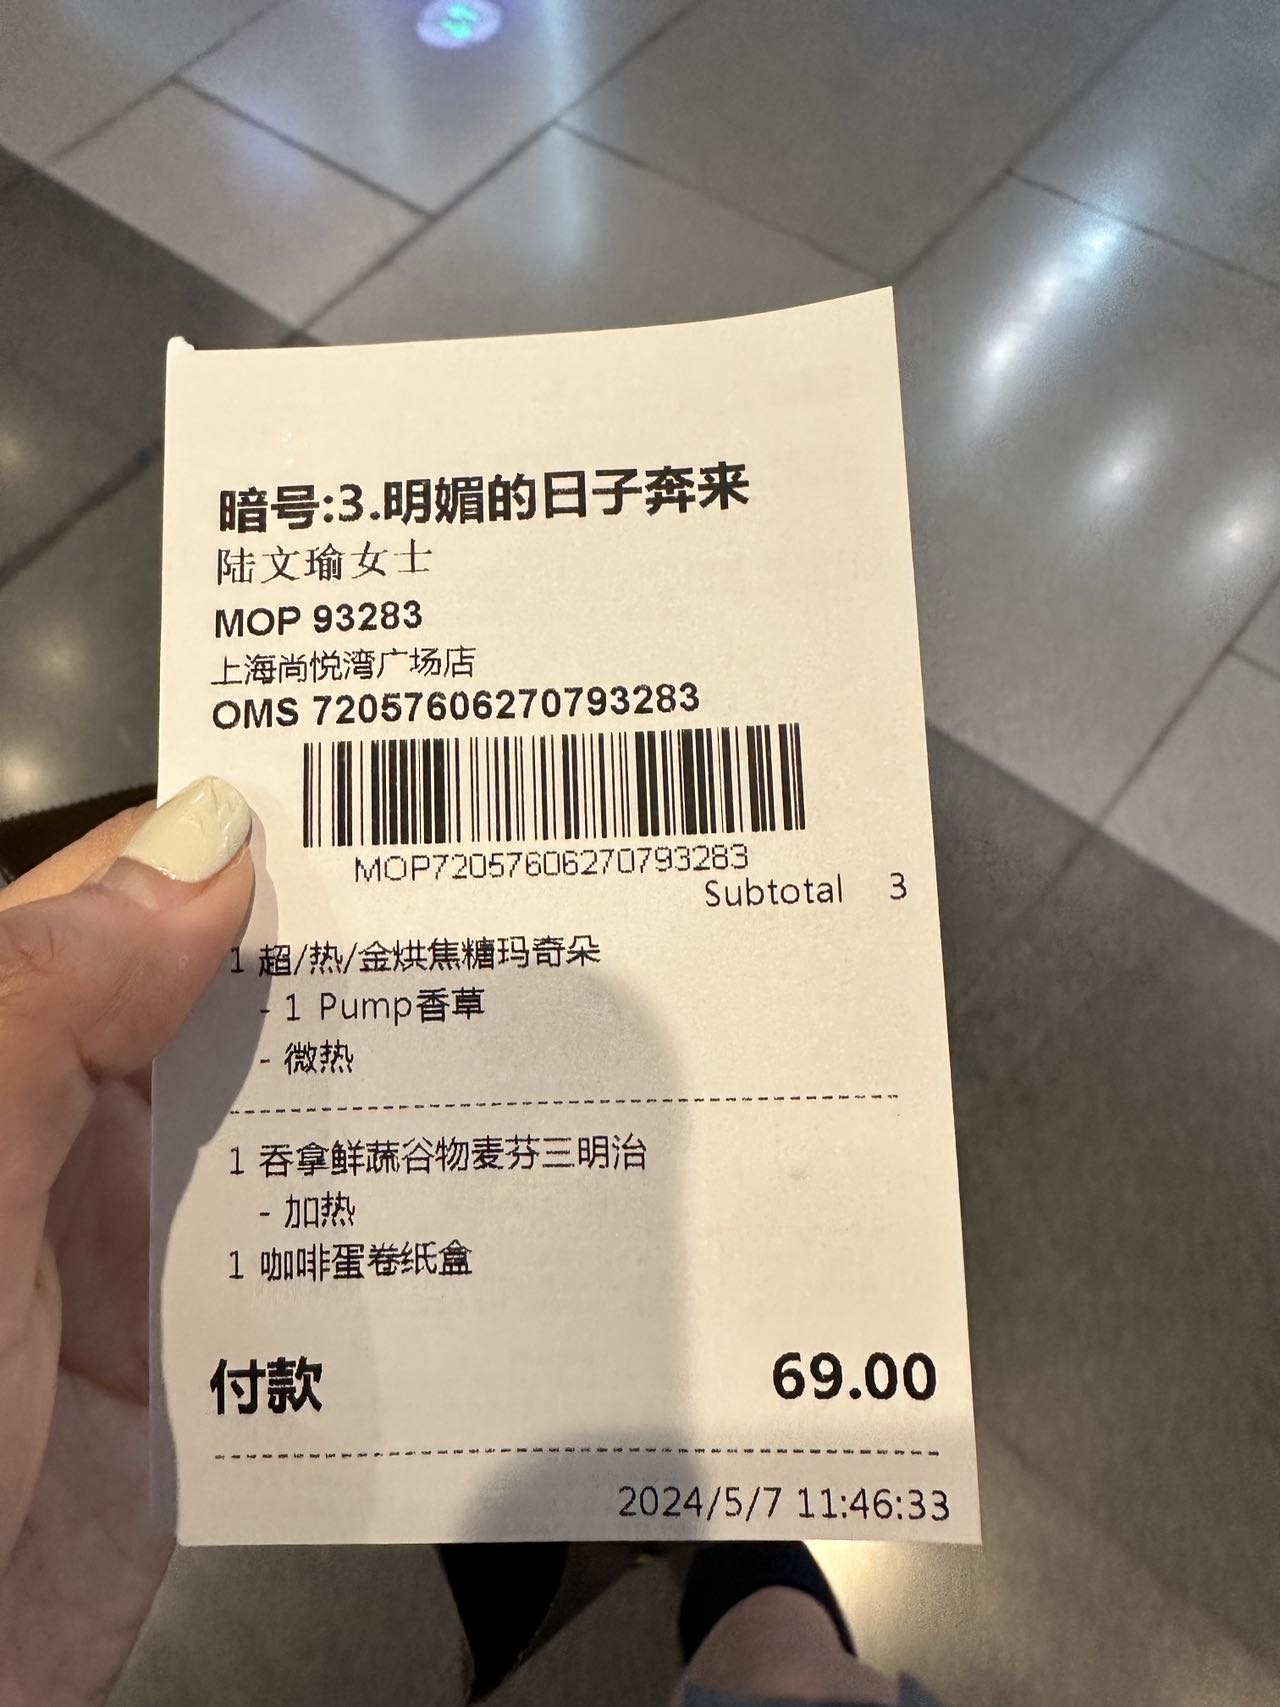 暗号:3.明媚的日子奔来
陆文瑜女士
MOP 93283
上海尚悦湾广场店
OMS 72057606270793283
MOP72057606270793283
Subtotal 3
1 超/热/金烘焦糖玛奇朵
- 1 Pump香草
- 微热
1 吞拿鲜蔬谷物麦芬三明治
- 加热
1 咖啡蛋卷纸盒
付款 69.00
2024/5/7 11:46:33